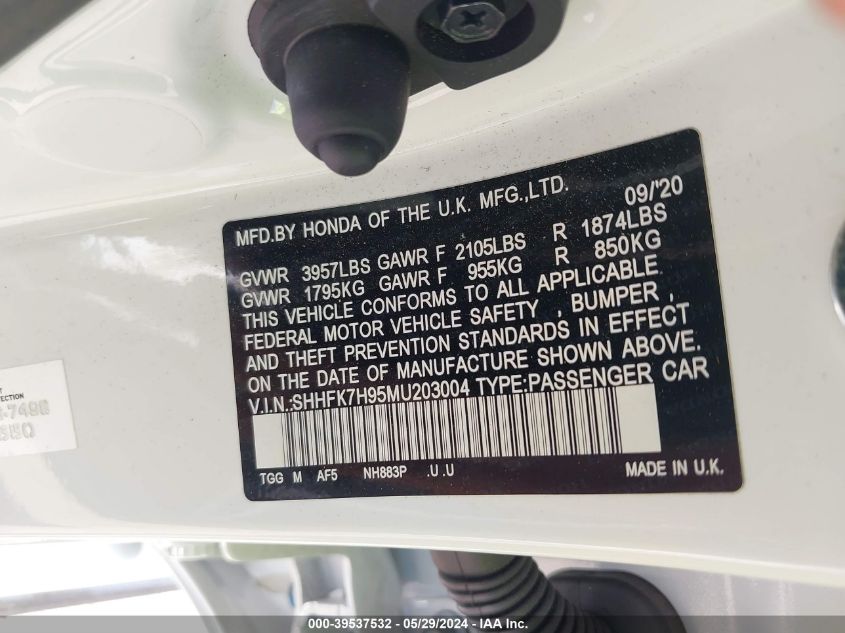 MFD.BY HONDA OF THE U.K. MFG.,LTD. 09/'20
GVWR 3957LBS GAWR F 2105LBS R 1874LBS
GVWR 1795KG GAWR F 955KG R 850KG
THIS VEHICLE CONFORMS TO ALL APPLICABLE
FEDERAL MOTOR VEHICLE SAFETY , BUMPER ,
AND THEFT PREVENTION STANDARDS IN EFFECT
ON THE DATE OF MANUFACTURE SHOWN ABOVE.
V.I.N.:SHHFK7H95MU203004 TYPE:PASSENGER CAR
TGG M AF5 NH883P .U .U MADE IN U.K.
000-39537532 - 05/29/2024 - IAA Inc.